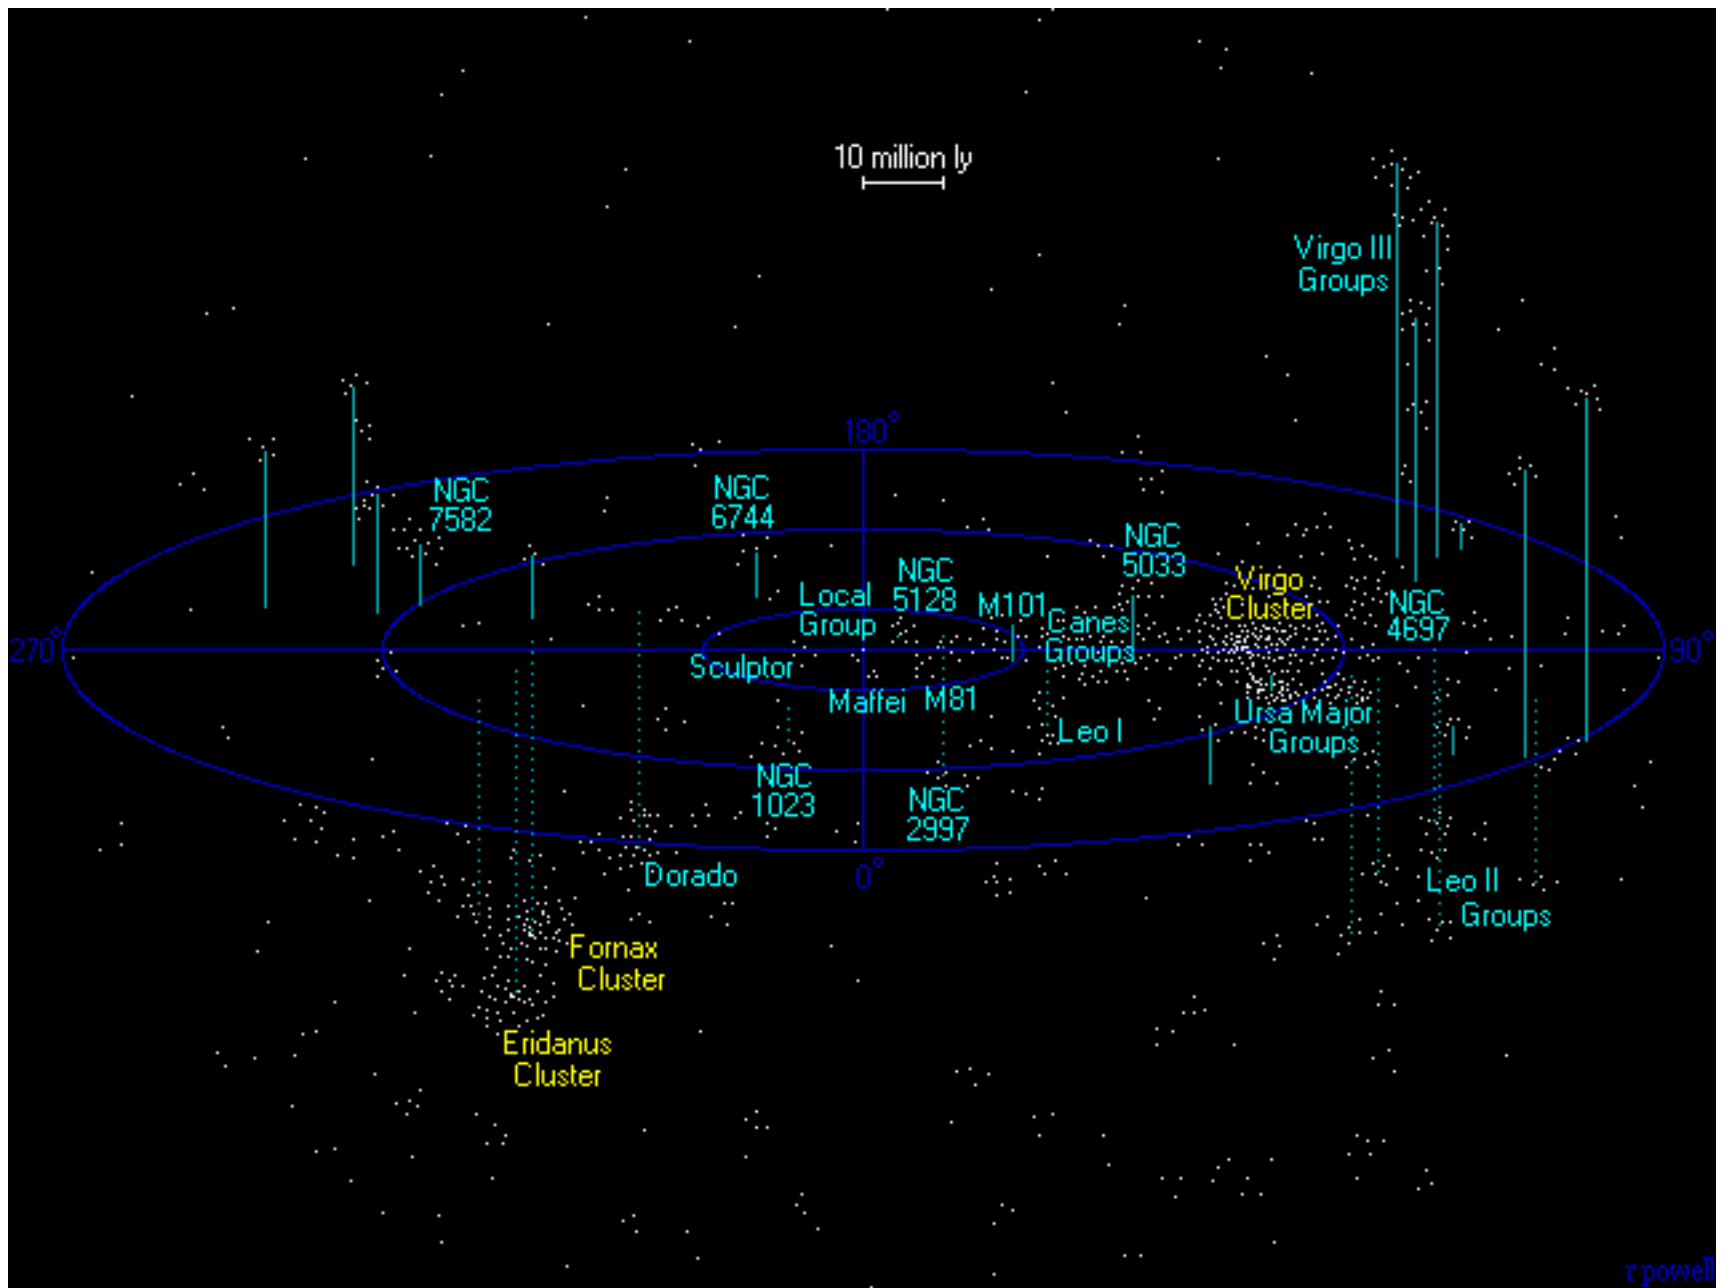 10 million ly
Virgo III
Groups
180°
NGC
7582
NGC
6744
NGC
5033
NGC
5128
Virgo
Cluster
Local
Group
M101
Canes
Groups
NGC
4697
270°
90°
Sculptor
Maffei
M81
Leo I
Ursa Major
Groups
NGC
1023
NGC
2997
Dorado
0°
Leo II
Groups
Fornax
Cluster
Eridanus
Cluster
r powell